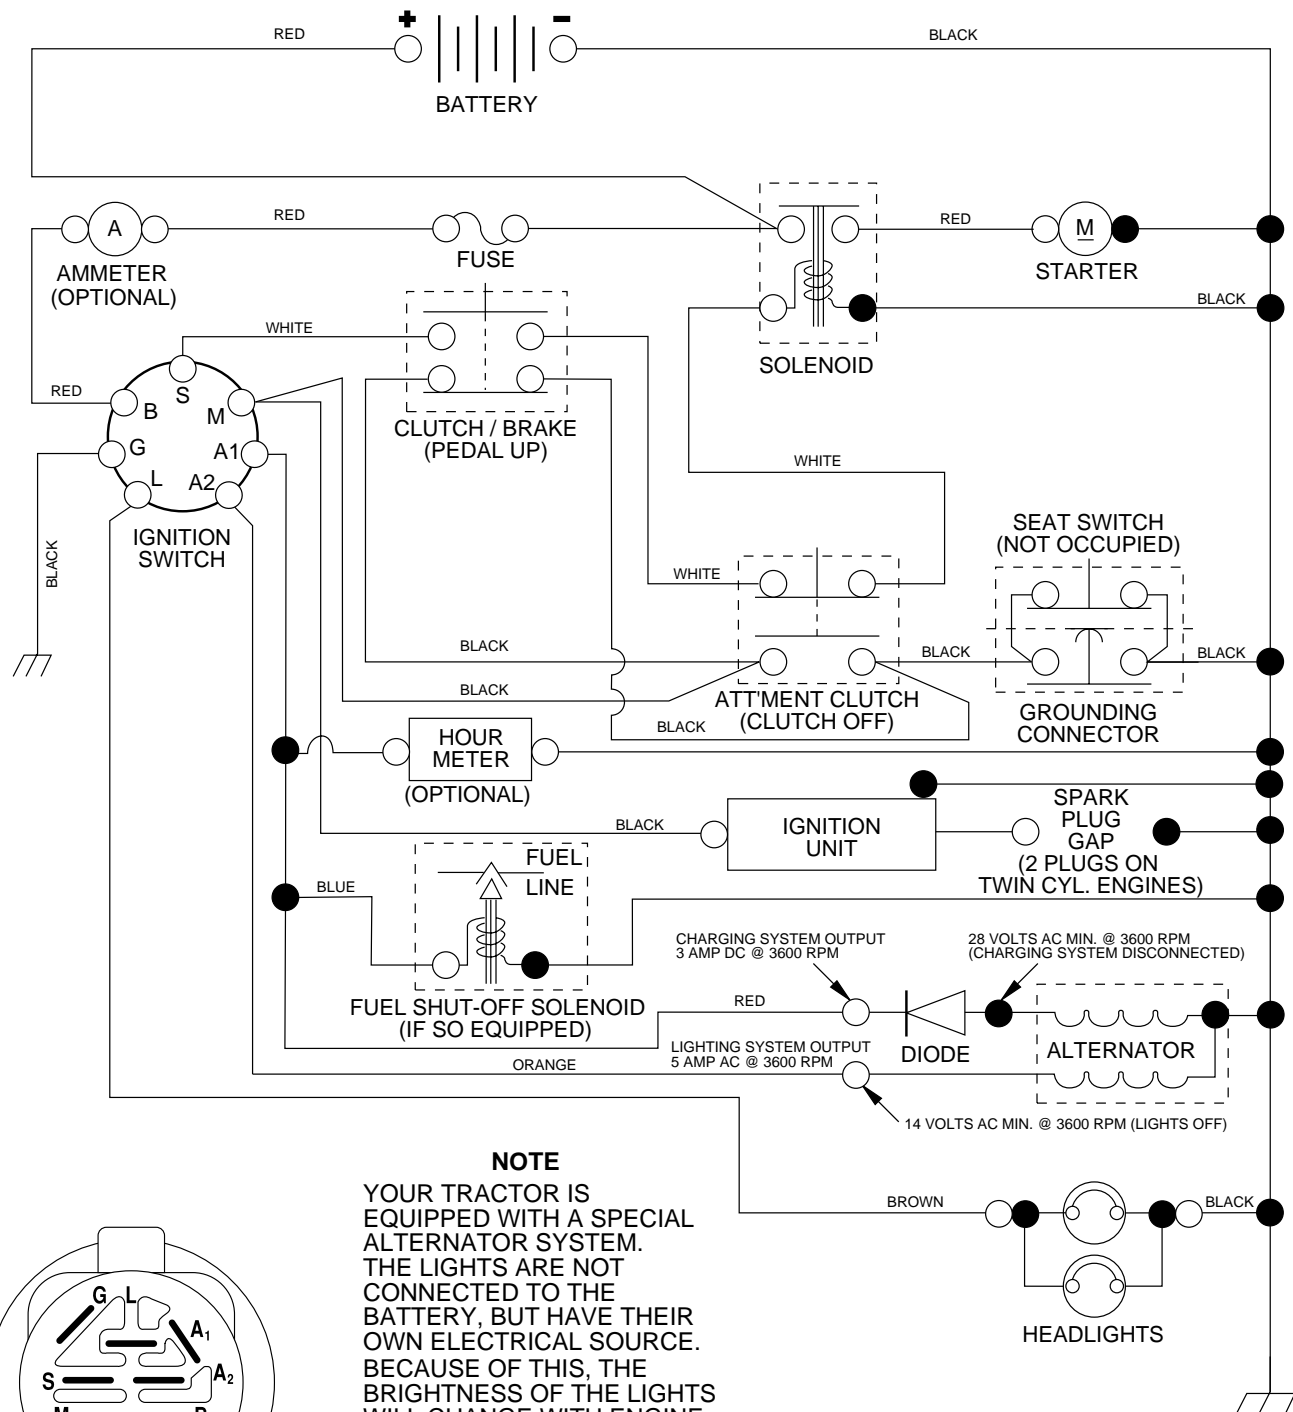 + -
RED
BLACK
BATTERY
A
RED
RED
M
FUSE
STARTER
AMMETER
(OPTIONAL)
BLACK
WHITE
SOLENOID
RED
S
B
M
CLUTCH / BRAKE
(PEDAL UP)
G
A1
WHITE
L
A2
IGNITION
SWITCH
SEAT SWITCH
(NOT OCCUPIED)
BLACK
WHITE
BLACK
BLACK
BLACK
BLACK
ATT'MENT CLUTCH
(CLUTCH OFF)
BLACK
GROUNDING
CONNECTOR
HOUR
METER
(OPTIONAL)
SPARK
PLUG
GAP
(2 PLUGS ON
TWIN CYL. ENGINES)
BLACK
IGNITION
UNIT
FUEL
LINE
BLUE
CHARGING SYSTEM OUTPUT
3 AMP DC @ 3600 RPM
28 VOLTS AC MIN. @ 3600 RPM
(CHARGING SYSTEM DISCONNECTED)
FUEL SHUT-OFF SOLENOID
(IF SO EQUIPPED)
RED
DIODE
ALTERNATOR
LIGHTING SYSTEM OUTPUT
5 AMP AC @ 3600 RPM
ORANGE
14 VOLTS AC MIN. @ 3600 RPM (LIGHTS OFF)
BROWN
BLACK
HEADLIGHTS
NOTE
YOUR TRACTOR IS
EQUIPPED WITH A SPECIAL
ALTERNATOR SYSTEM.
THE LIGHTS ARE NOT
CONNECTED TO THE
BATTERY, BUT HAVE THEIR
OWN ELECTRICAL SOURCE.
BECAUSE OF THIS, THE
BRIGHTNESS OF THE LIGHTS
WILL CHANGE WITH ENGINE
G L
A1
S
A2
M
B